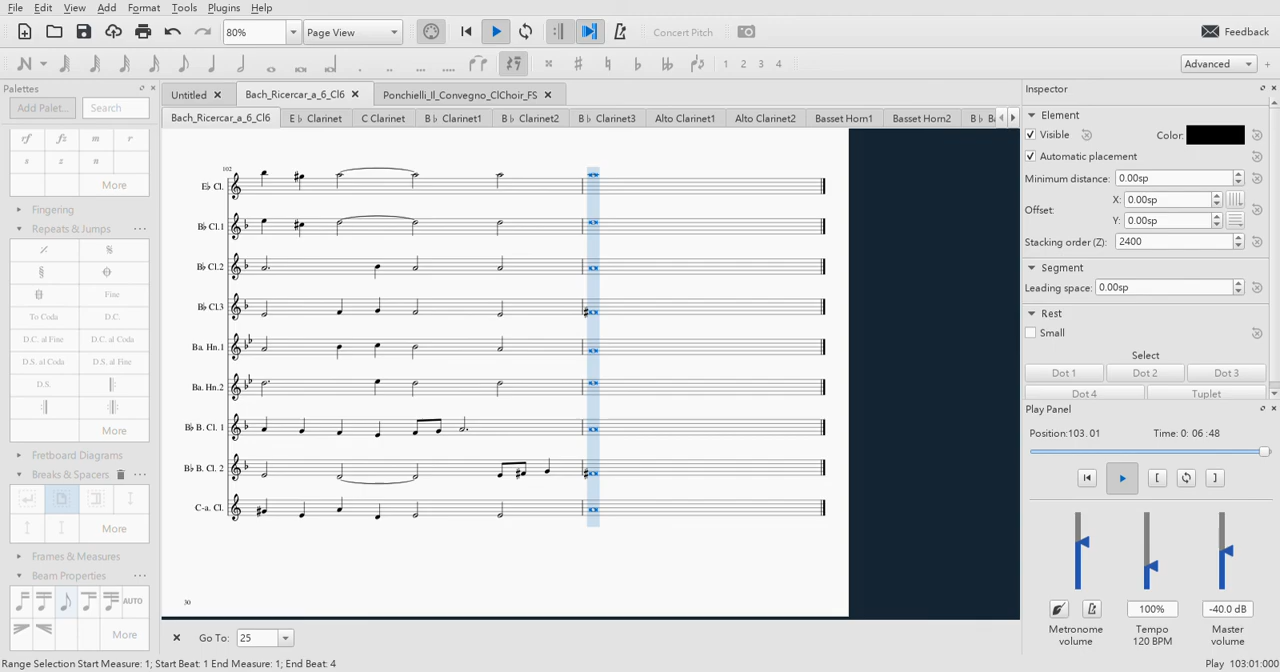 File Edit View Add Format Tools Plugins Help
80% Page View Concert Pitch Feedback
1 2 3 4 Advanced +
Palettes Untitled × Bach_Ricercar_a_6_Cl6 × Ponchielli_Il_Convegno_ClChoir_FS × Inspector
Add Palet... Search
Bach_Ricercar_a_6_Cl6 E♭ Clarinet C Clarinet B♭ Clarinet1 B♭ Clarinet2 B♭ Clarinet3 Alto Clarinet1 Alto Clarinet2 Basset Horn1 Basset Horn2 B♭ Ba
rf fz m r
s z n
More
Fingering
Repeats & Jumps ···
Fine
To Coda D.C.
D.C. al Fine D.C. al Coda
D.S. al Coda D.S. al Fine
D.S.
More
Fretboard Diagrams
Breaks & Spacers ···
More
Frames & Measures
Beam Properties ···
AUTO
More
102
E♭ Cl.
B♭ Cl.1
B♭ Cl.2
B♭ Cl3
Ba. Hn.1
Ba. Hn.2
B♭ B. Cl. 1
B♭ B. Cl. 2
C-a. Cl.
30
Element
Visible Color:
Automatic placement
Minimum distance: 0.00sp
Offset: X: 0.00sp
Y: 0.00sp
Stacking order (Z): 2400
Segment
Leading space: 0.00sp
Rest
Small
Select
Dot 1 Dot 2 Dot 3
Dot 4 Tuplet
Play Panel
Position:103. 01 Time: 0: 06 :48
100% -40.0 dB
Metronome volume Tempo 120 BPM Master volume
× Go To: 25
Range Selection Start Measure: 1; Start Beat: 1 End Measure: 1; End Beat: 4 Play 103:01:000